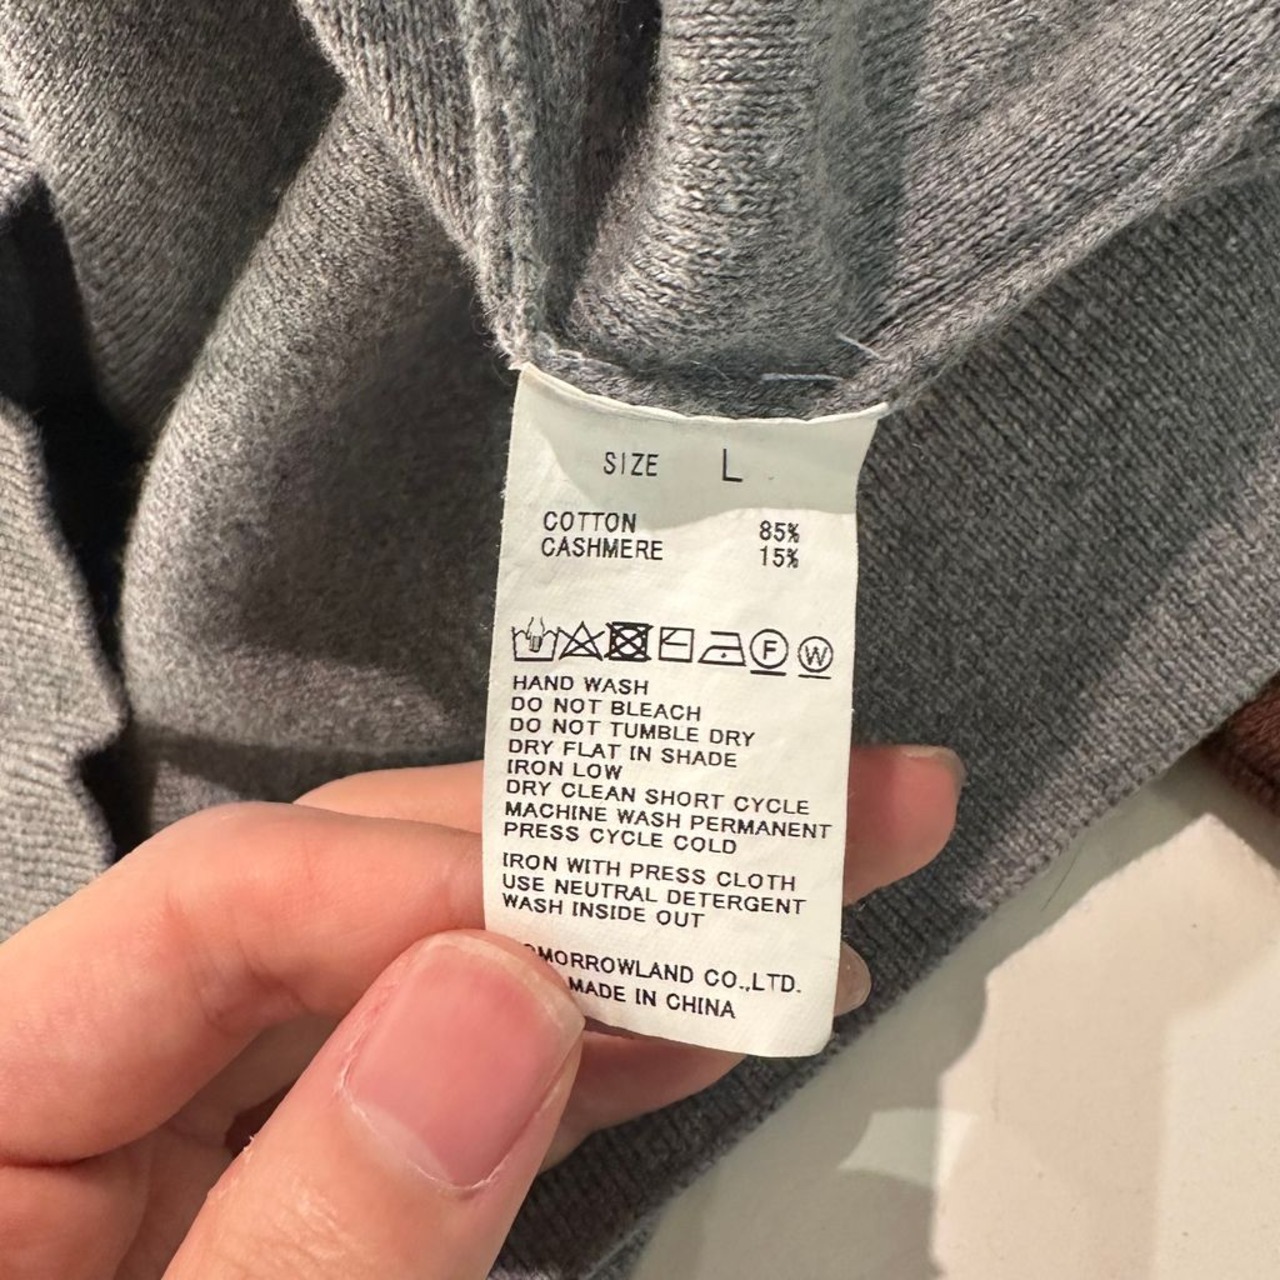 SIZE L
COTTON 85%
CASHMERE 15%
F W
HAND WASH
DO NOT BLEACH
DO NOT TUMBLE DRY
DRY FLAT IN SHADE
IRON LOW
DRY CLEAN SHORT CYCLE
MACHINE WASH PERMANENT
PRESS CYCLE COLD
IRON WITH PRESS CLOTH
USE NEUTRAL DETERGENT
WASH INSIDE OUT
OMORROWLAND CO.,LTD.
MADE IN CHINA